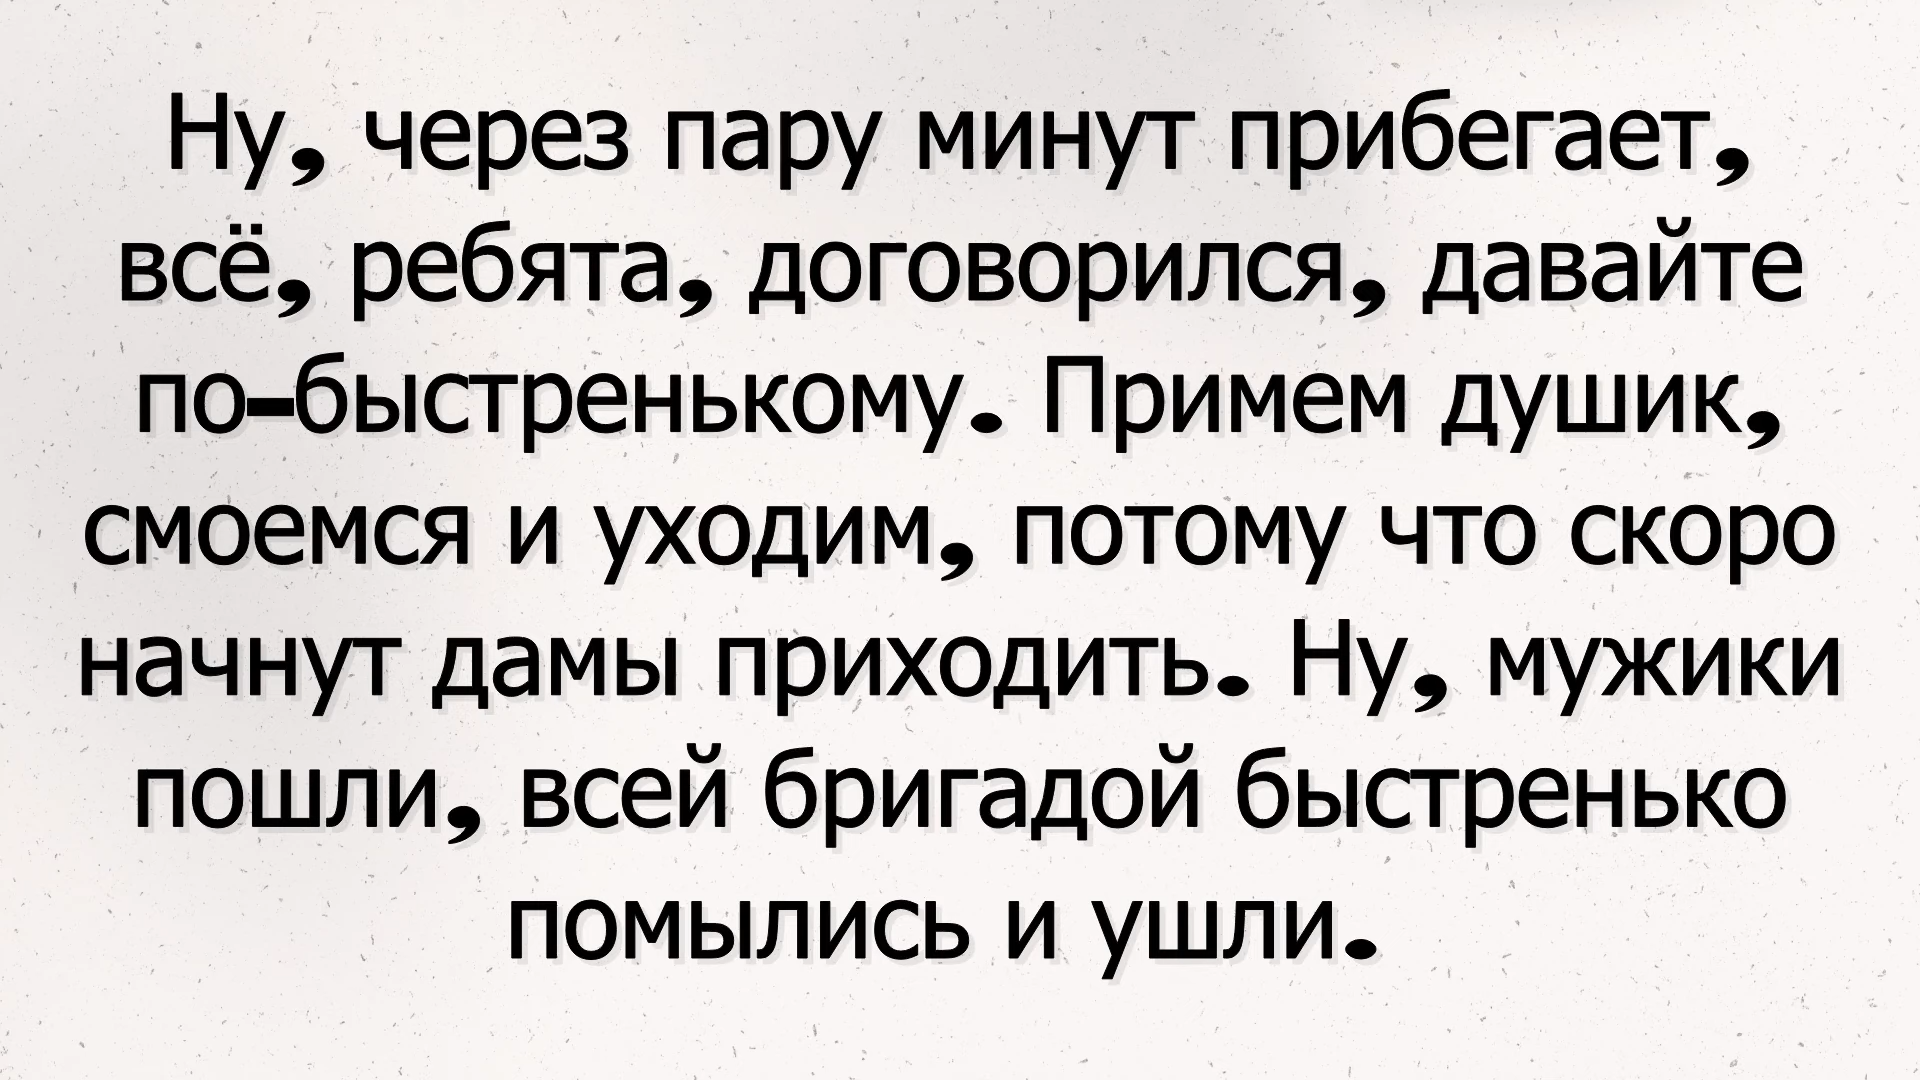 Ну, через пару минут прибегает,
всё, ребята, договорился, давайте
по-быстренькому. Примем душик,
смоемся и уходим, потому что скоро
начнут дамы приходить. Ну, мужики
пошли, всей бригадой быстренько
помылись и ушли.